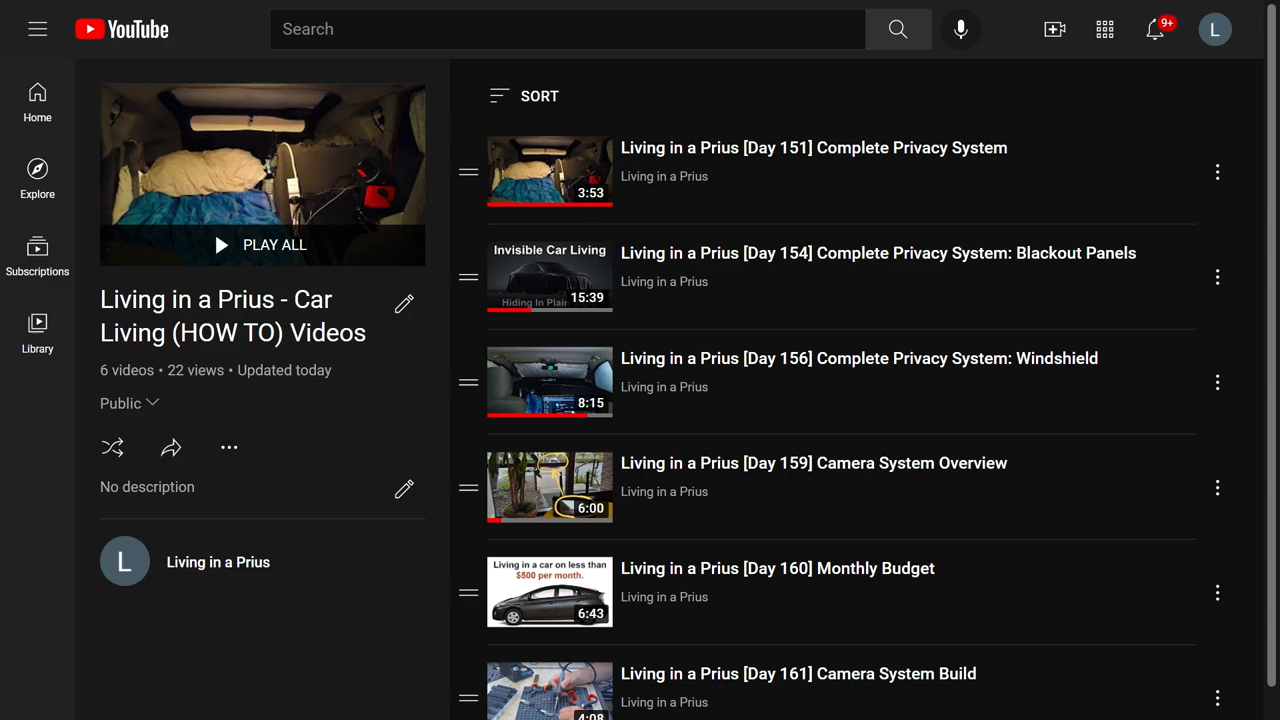 YouTube
Search
9+
L
Home
Explore
Subscriptions
Library
PLAY ALL
Living in a Prius - Car
Living (HOW TO) Videos
6 videos • 22 views • Updated today
Public
No description
L
Living in a Prius
SORT
3:53
Living in a Prius [Day 151] Complete Privacy System
Living in a Prius
Invisible Car Living
15:39
Hiding In Plain
Living in a Prius [Day 154] Complete Privacy System: Blackout Panels
Living in a Prius
8:15
Living in a Prius [Day 156] Complete Privacy System: Windshield
Living in a Prius
6:00
Living in a Prius [Day 159] Camera System Overview
Living in a Prius
Living in a car on less than
$500 per month.
6:43
Living in a Prius [Day 160] Monthly Budget
Living in a Prius
4:08
Living in a Prius [Day 161] Camera System Build
Living in a Prius